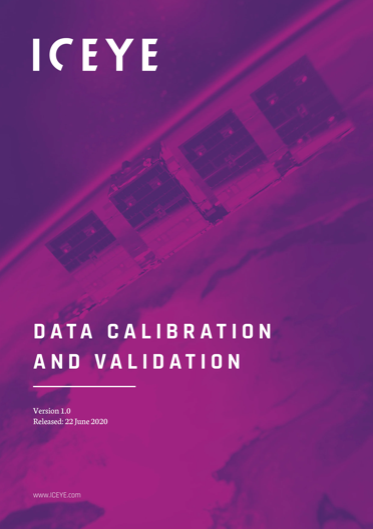 ICEYE
DATA CALIBRATION
AND VALIDATION
Version 1.0
Released: 22 June 2020
www.ICEYE.com